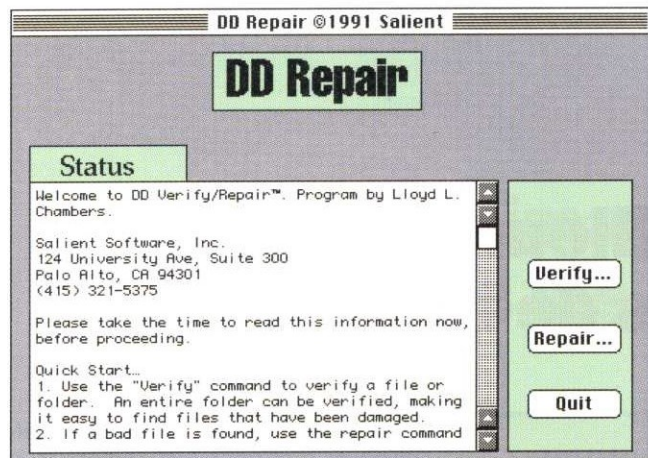 DD Repair ©1991 Salient
DD Repair
Status
Welcome to DD Verify/Repair™. Program by Lloyd L.
Chambers.
Salient Software, Inc.
124 University Ave, Suite 300
Palo Alto, CA 94301
(415) 321-5375
Please take the time to read this information now,
before proceeding.
Quick Start…
1. Use the "Verify" command to verify a file or
folder.  An entire folder can be verified, making
it easy to find files that have been damaged.
2. If a bad file is found, use the repair command
Verify...
Repair...
Quit